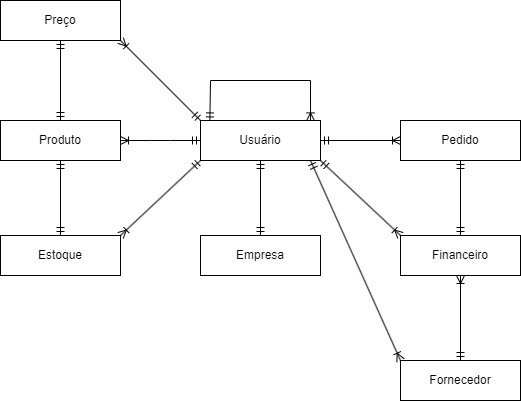 Preço
Produto
Usuário
Pedido
Estoque
Empresa
Financeiro
Fornecedor